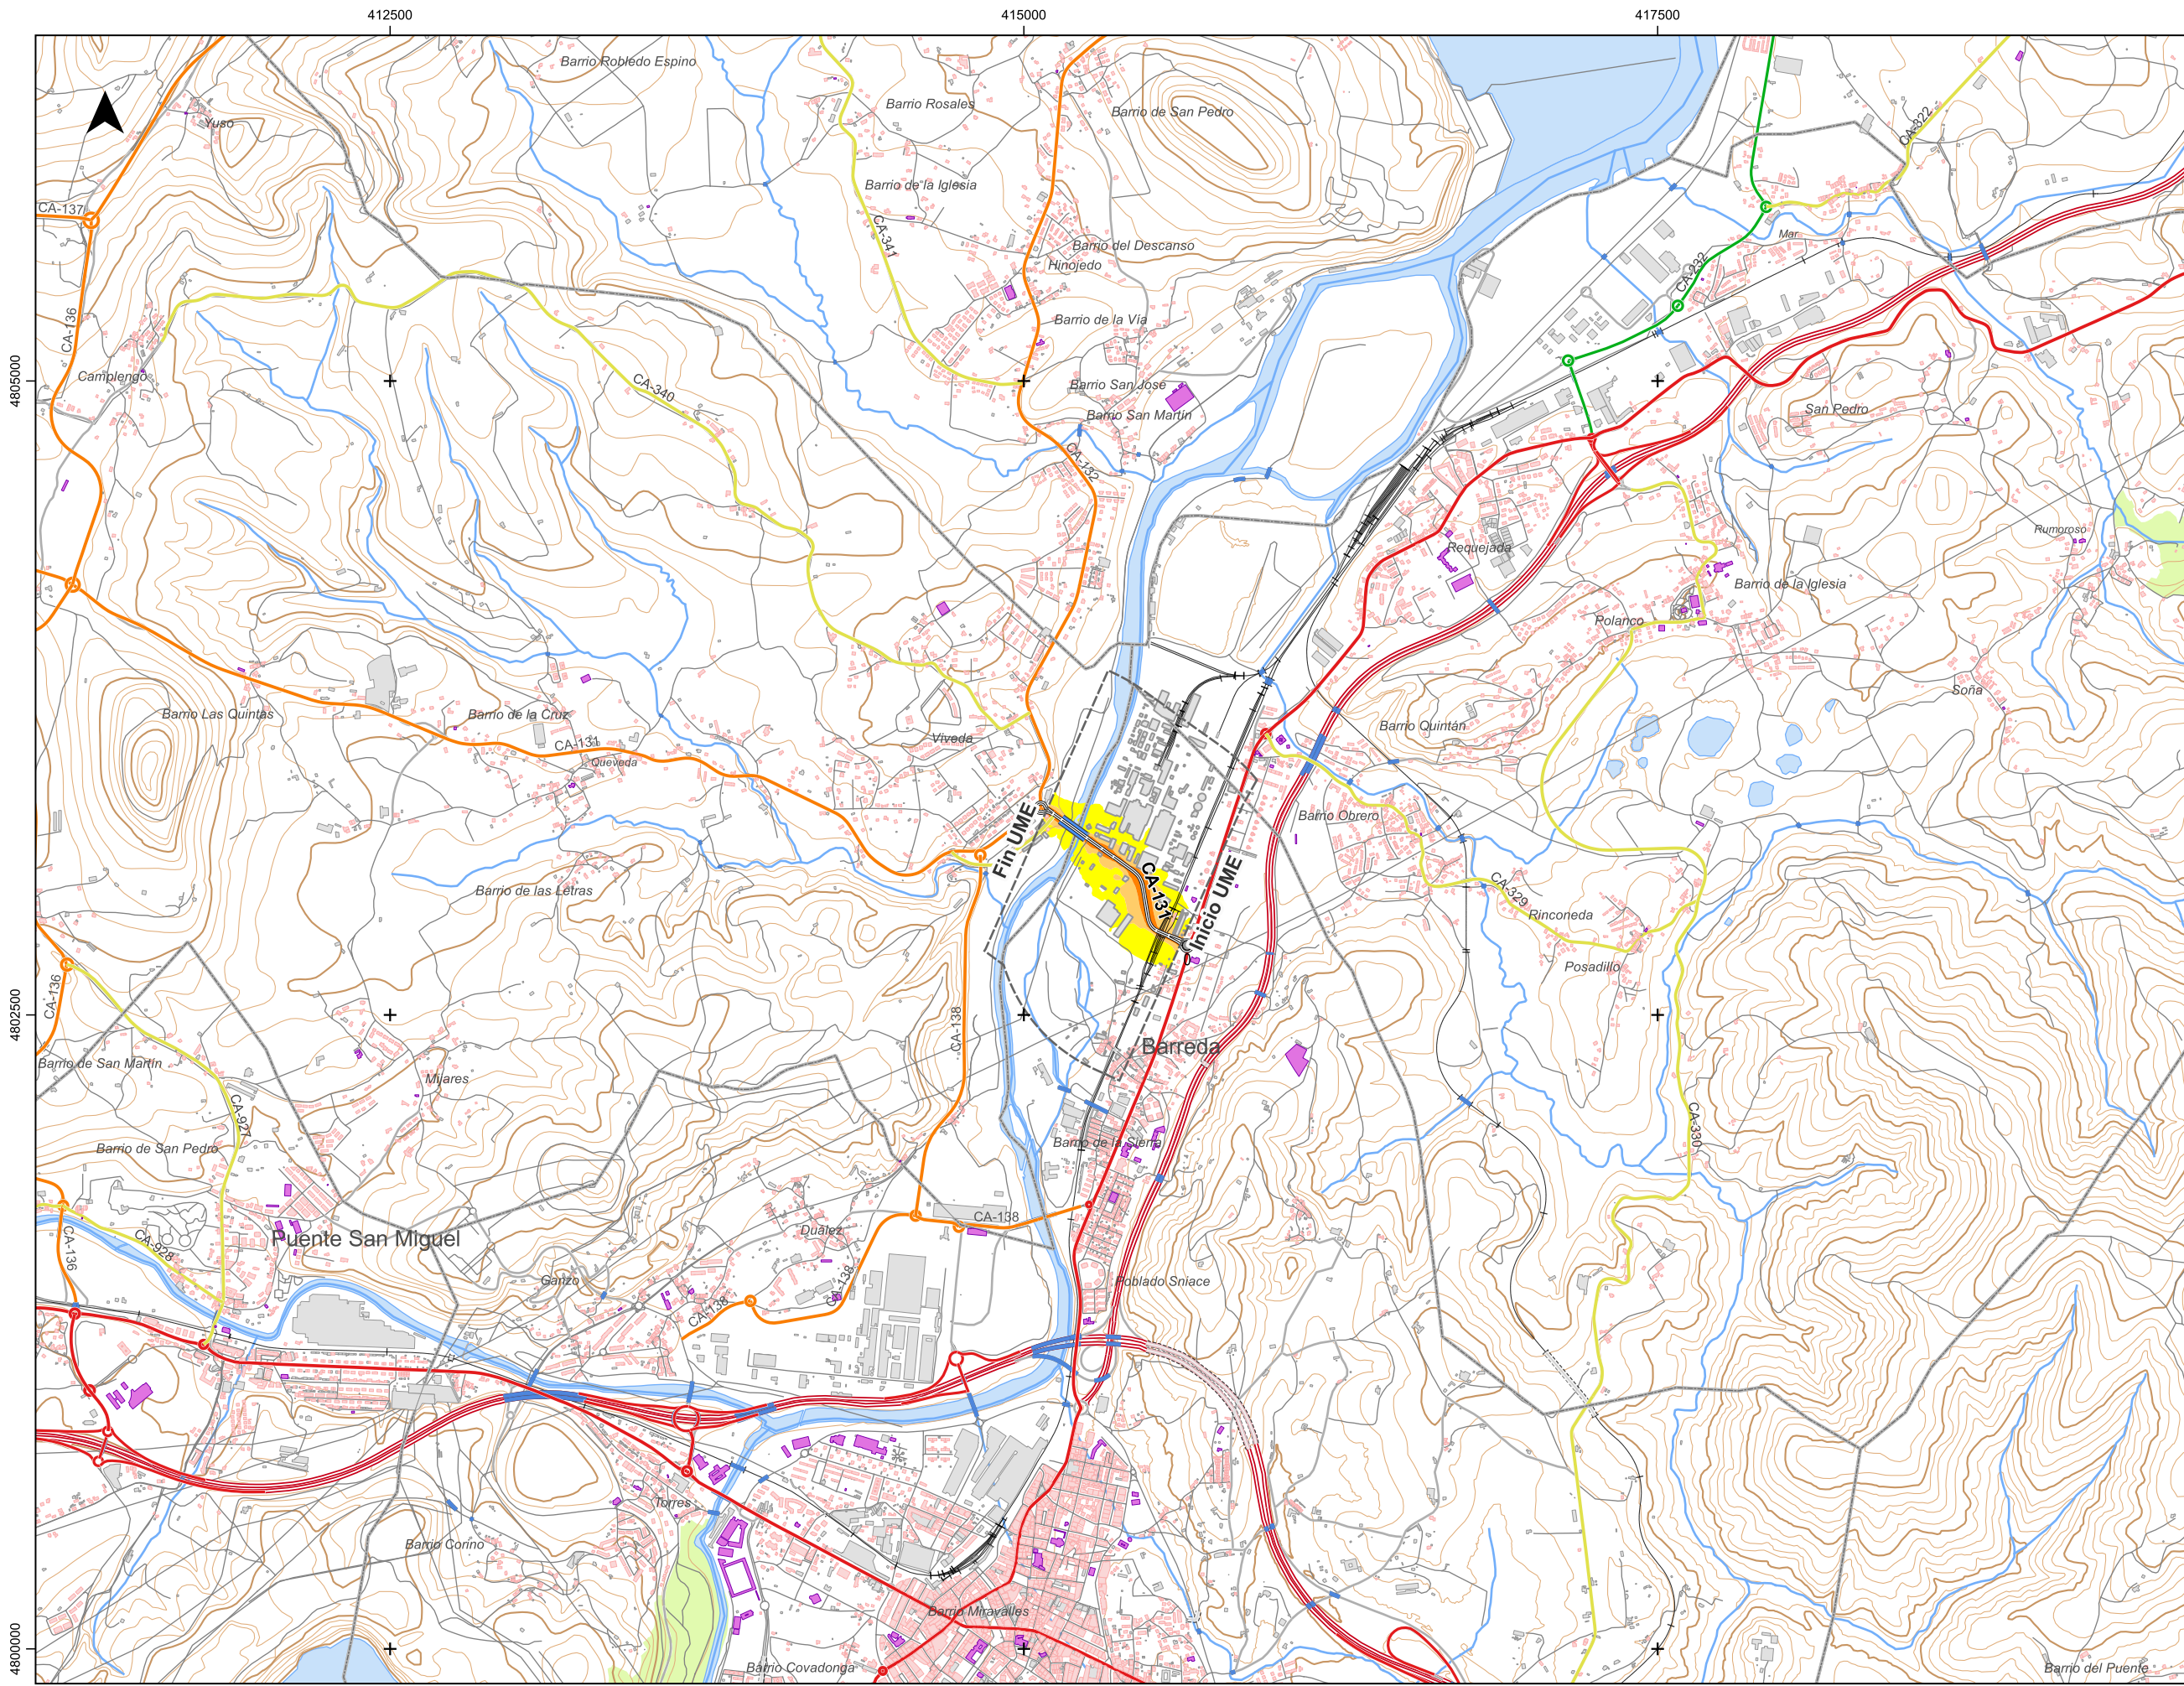 412500
415000
417500
Barrio Robledo Espino
Barrio Rosales
Barrio de San Pedro
Yuso
CA-322
Barrio de la Iglesia
CA-137
CA-341
Mar
Barrio del Descanso
Hinojedo
CA-232
CA-136
Barrio de la Vía
4805000
Camplengo
CA-340
Barrio San José
Barrio San Martín
San Pedro
CA-132
Rumoroso
Requejada
Barrio de la Iglesia
Polanco
Soña
Barrio Las Quintas
Barrio de la Cruz
Barrio Quintán
Viveda
CA-131
Queveda
Fin UME
Barrio Obrero
CA-131
Barrio de las Letras
Inicio UME
CA-329
Rinconeda
Posadillo
CA-136
4802500
CA-138
Barreda
Barrio de San Martín
Mijares
CA-927
CA-330
Barrio de San Pedro
Barrio de la Sierra
CA-138
Puente San Miguel
Duález
CA-136
CA-928
Ganzo
CA-138
CA-138
Poblado Sniace
Torres
Barrio Corino
Barrio Miravalles
4800000
Barrio Covadonga
Barrio del Puente